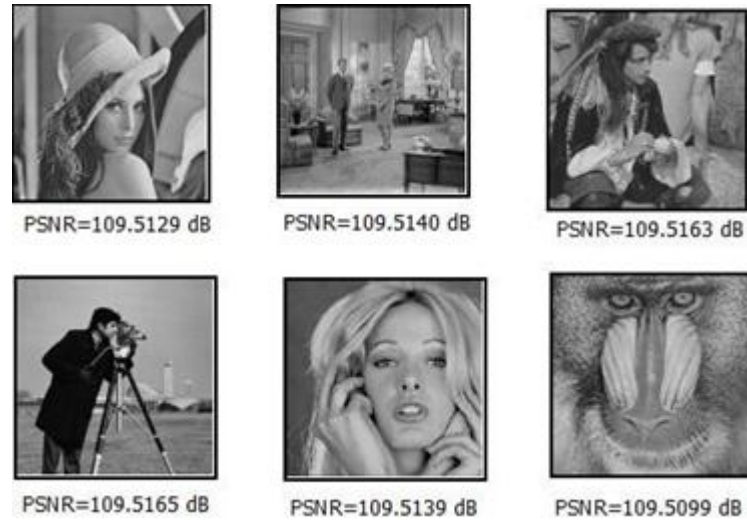 PSNR=109.5129 dB
PSNR=109.5140 dB
PSNR=109.5163 dB
PSNR=109.5165 dB
PSNR=109.5139 dB
PSNR=109.5099 dB